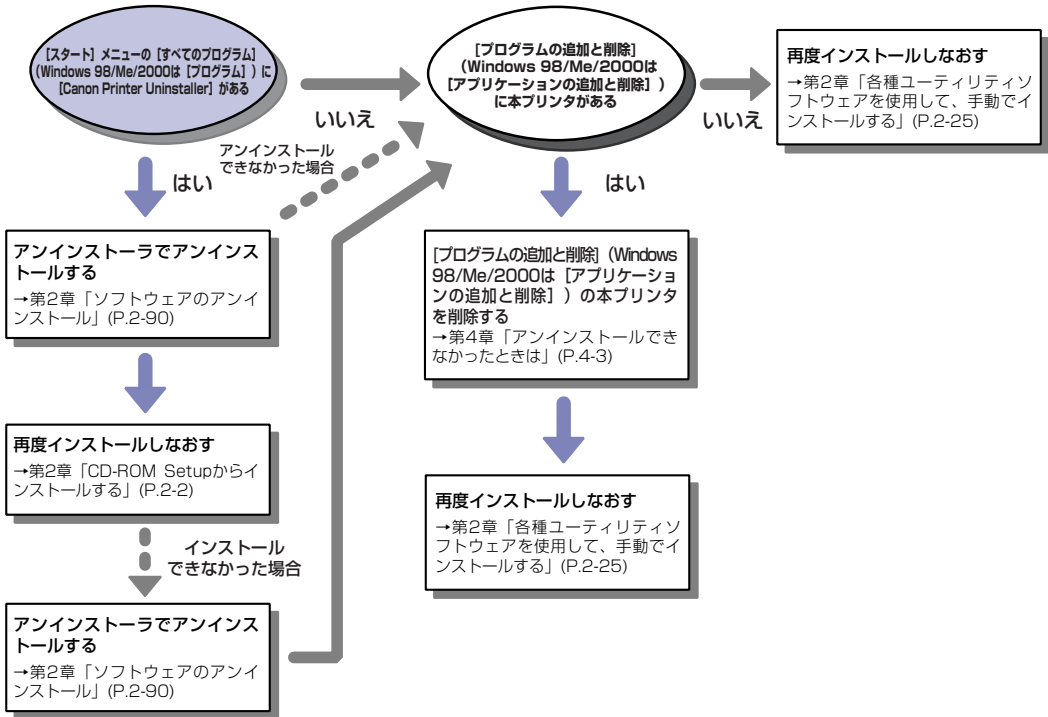 [スタート] メニューの [すべてのプログラム]
(Windows 98/Me/2000は [プログラム] ) に
[Canon Printer Uninstaller] がある
いいえ
アンインストール
できなかった場合
はい
アンインストーラでアンインス
トールする
→第2章「ソフトウェアのアンイ
ンストール」(P.2-90)
再度インストールしなおす
→第2章「CD-ROM Setupからイ
ンストールする」(P.2-2)
インストール
できなかった場合
アンインストーラでアンインス
トールする
→第2章「ソフトウェアのアンイ
ンストール」(P.2-90)
[プログラムの追加と削除]
(Windows 98/Me/2000は
[アプリケーションの追加と削除] )
に本プリンタがある
いいえ
はい
[プログラムの追加と削除] (Windows
98/Me/2000は [アプリケーショ
ンの追加と削除] ) の本プリンタ
を削除する
→第4章「アンインストールでき
なかったときは」(P.4-3)
再度インストールしなおす
→第2章「各種ユーティリティソ
フトウェアを使用して、手動でイ
ンストールする」(P.2-25)
再度インストールしなおす
→第2章「各種ユーティリティソ
フトウェアを使用して、手動でイ
ンストールする」(P.2-25)